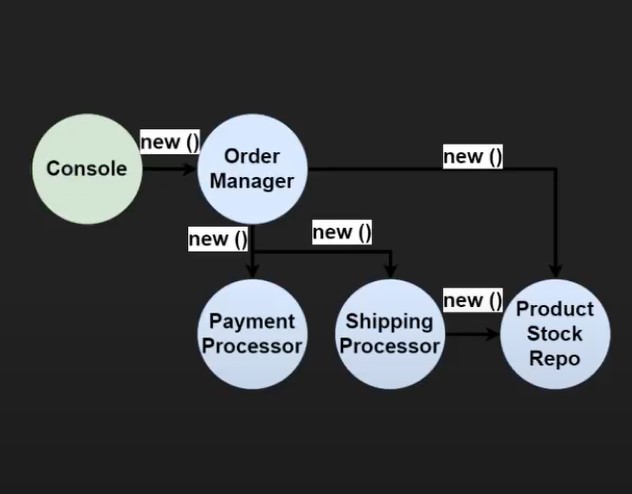 Console
new ()
Order
Manager
new ()
new ()
new ()
Payment
Processor
Shipping
Processor
new ()
Product
Stock
Repo